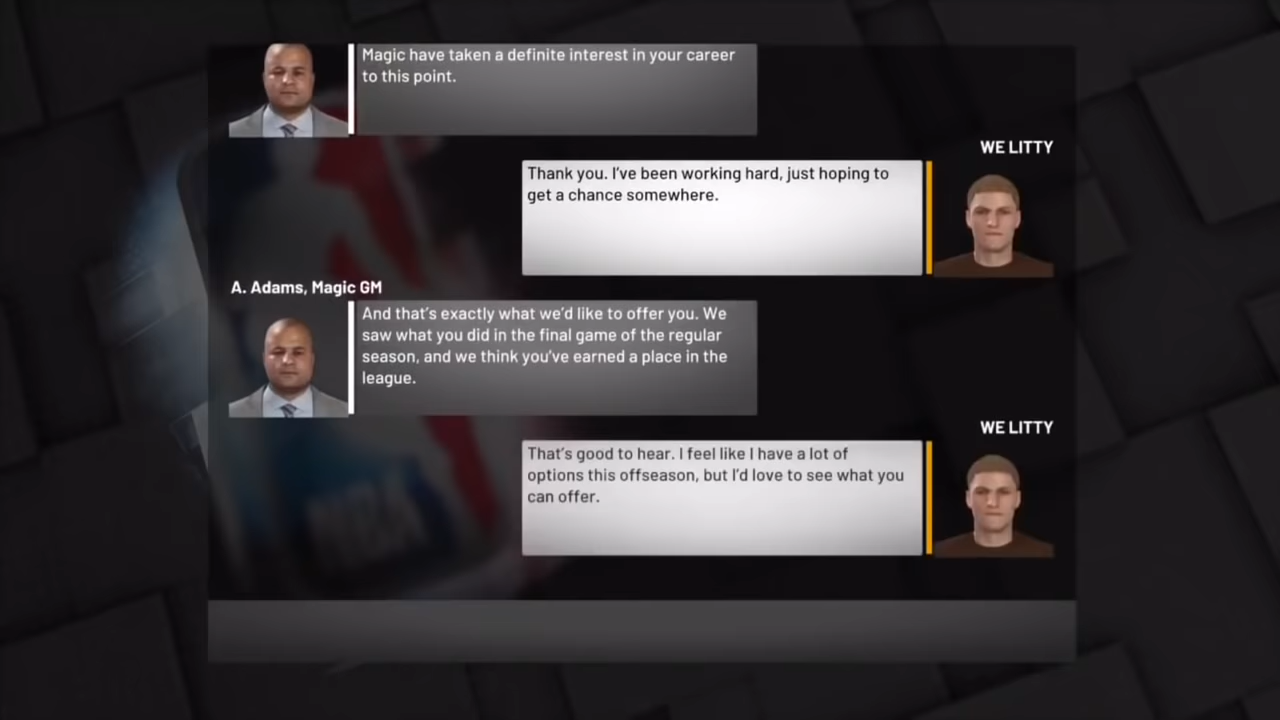 Magic have taken a definite interest in your career
to this point.
WE LITTY
Thank you. I've been working hard, just hoping to
get a chance somewhere.
A. Adams, Magic GM
And that's exactly what we'd like to offer you. We
saw what you did in the final game of the regular
season, and we think you've earned a place in the
league.
WE LITTY
That's good to hear. I feel like I have a lot of
options this offseason, but I'd love to see what you
can offer.
NBA